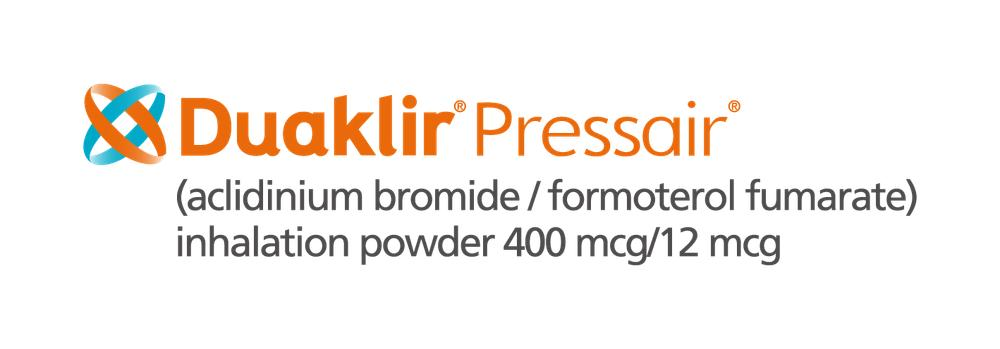 Duaklir® Pressair®
(aclidinium bromide / formoterol fumarate)
inhalation powder 400 mcg/12 mcg